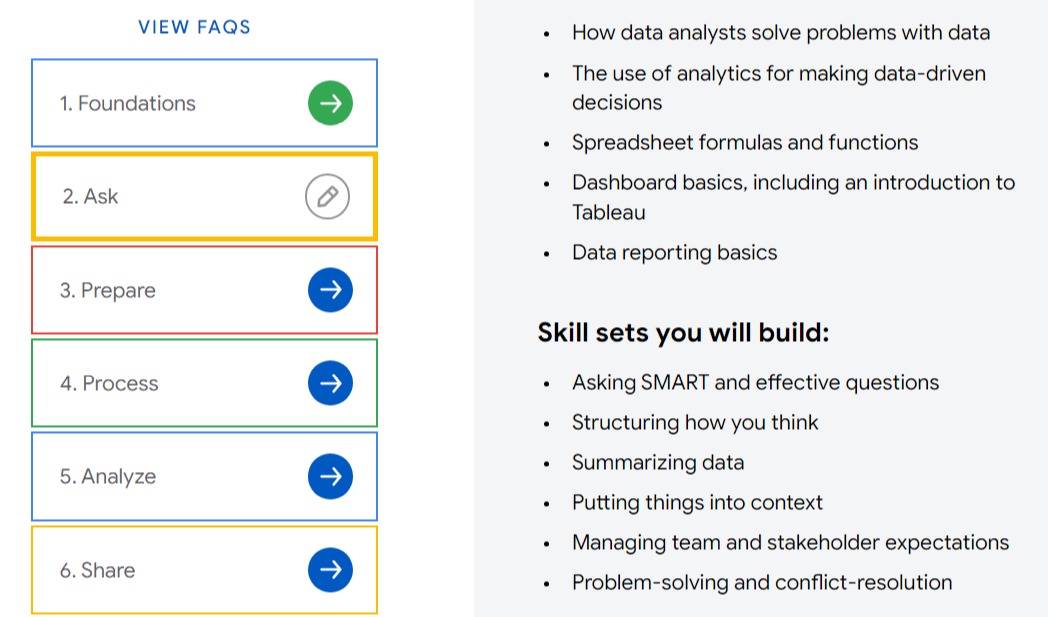 VIEW FAQS
1. Foundations
2. Ask
3. Prepare
4. Process
5. Analyze
6. Share
• How data analysts solve problems with data
• The use of analytics for making data-driven
decisions
• Spreadsheet formulas and functions
• Dashboard basics, including an introduction to
Tableau
• Data reporting basics
Skill sets you will build:
• Asking SMART and effective questions
• Structuring how you think
• Summarizing data
• Putting things into context
• Managing team and stakeholder expectations
• Problem-solving and conflict-resolution